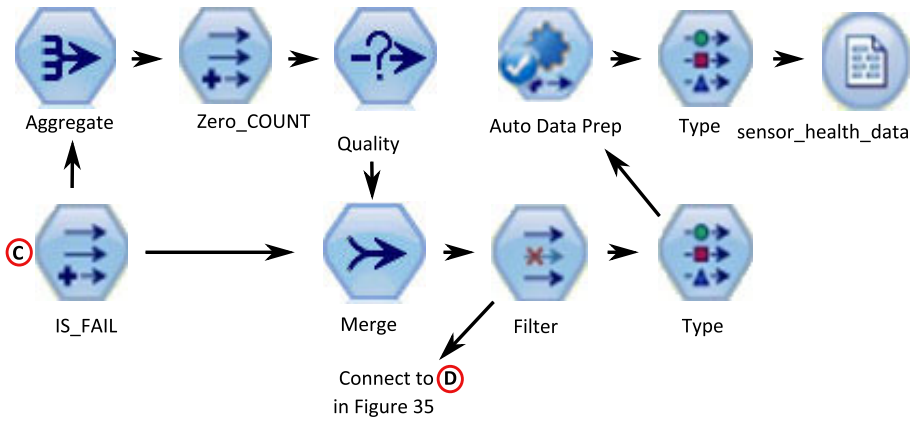 Aggregate
Zero_COUNT
Quality
Auto Data Prep
Type
sensor_health_data
C
IS_FAIL
Merge
Filter
Type
Connect to D
in Figure 35